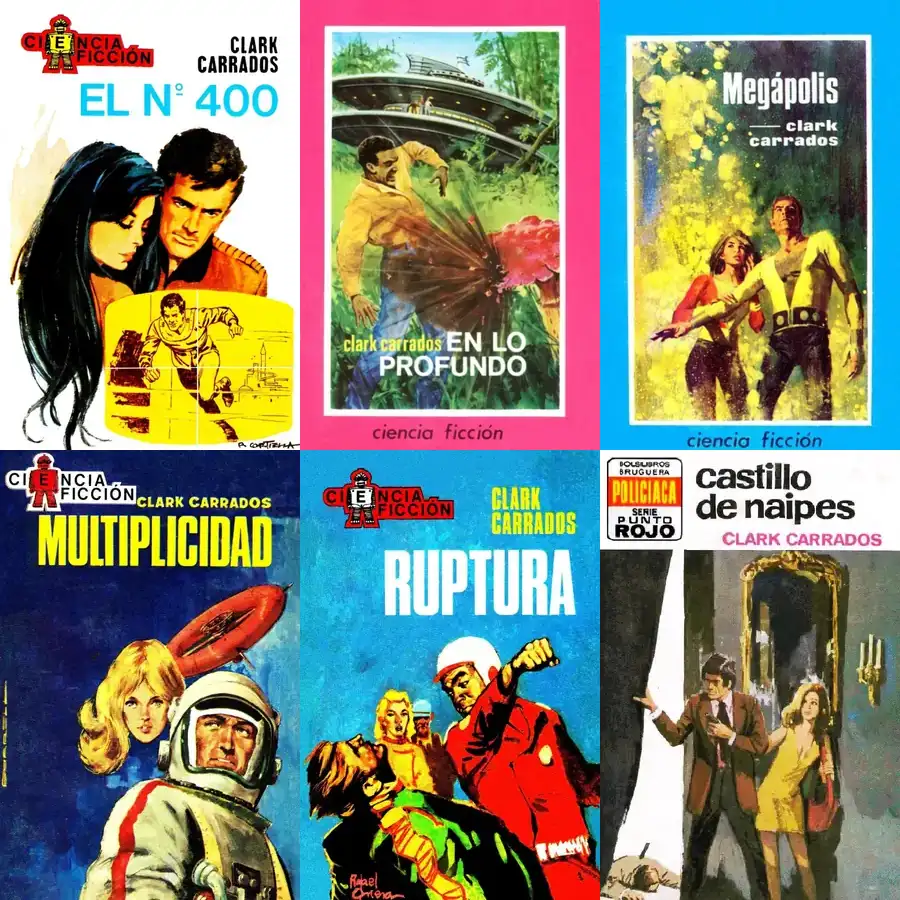 CIENCIA
FICCIÓN
CLARK
CARRADOS
EL Nº 400
R. CORTIELLA
clark carrados EN LO
PROFUNDO
ciencia ficción
Megápolis
clark
carrados
ciencia ficción
CIENCIA
FICCIÓN
CLARK CARRADOS
MULTIPLICIDAD
CIENCIA
FICCIÓN
CLARK
CARRADOS
RUPTURA
Rafael
BOLSILIBROS
BRUGUERA
POLICIACA
SERIE
PUNTO
ROJO
castillo
de naipes
CLARK CARRADOS